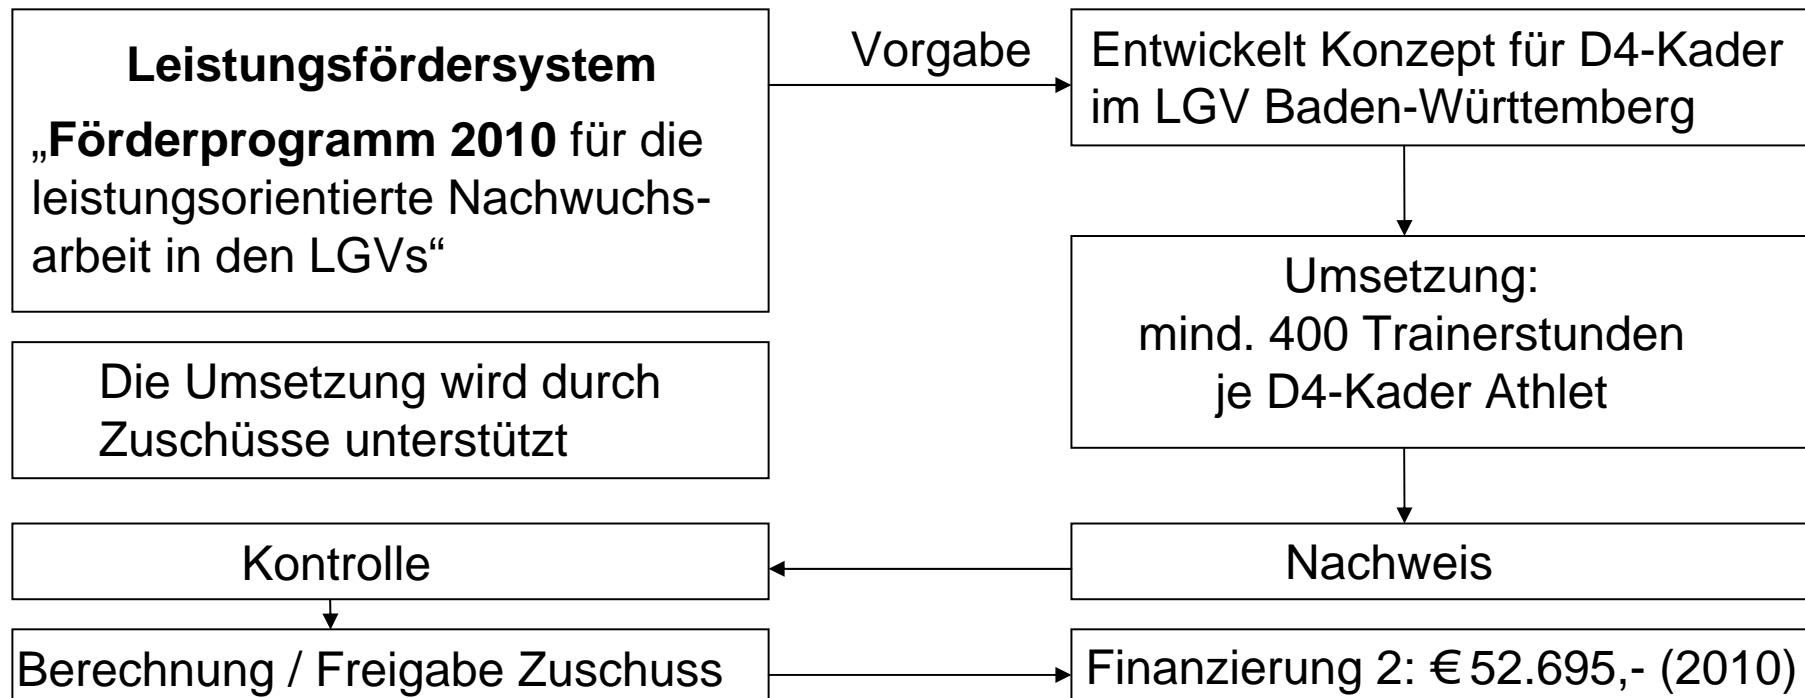 Leistungsfördersystem
„Förderprogramm 2010 für die
leistungsorientierte Nachwuchs-
arbeit in den LGVs“
Vorgabe
Entwickelt Konzept für D4-Kader
im LGV Baden-Württemberg
Umsetzung:
mind. 400 Trainerstunden
je D4-Kader Athlet
Die Umsetzung wird durch
Zuschüsse unterstützt
Nachweis
Kontrolle
Berechnung / Freigabe Zuschuss
Finanzierung 2: € 52.695,- (2010)